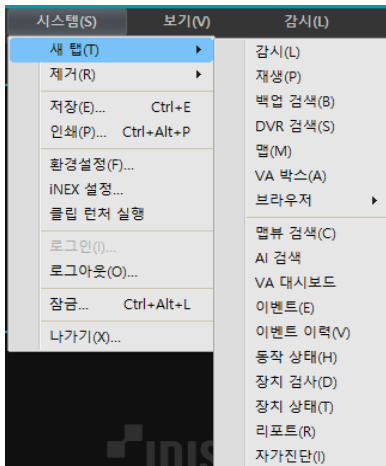 시스템(S)
보기(V)
감시(L)
새 탭(T)
제거(R)
저장(E)... Ctrl+E
인쇄(P)... Ctrl+Alt+P
환경설정(F)...
iNEX 설정...
클립 런처 실행
로그인(I)...
로그아웃(O)...
잠금... Ctrl+Alt+L
나가기(X)...
감시(L)
재생(P)
백업 검색(B)
DVR 검색(S)
맵(M)
VA 박스(A)
브라우저
맵뷰 검색(C)
AI 검색
VA 대시보드
이벤트(E)
이벤트 이력(V)
동작 상태(H)
장치 검사(D)
장치 상태(T)
리포트(R)
자가진단(I)